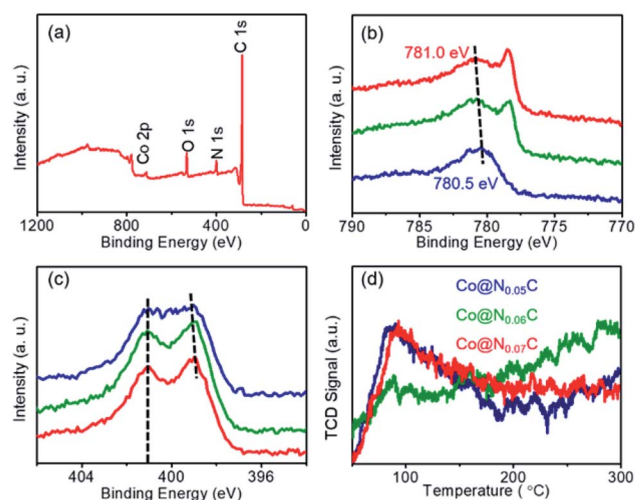 (a)
C 1s
Co 2p
O 1s
N 1s
Intensity (a. u.)
1200 800 400 0
Binding Energy (eV)
(b)
781.0 eV
780.5 eV
Intensity (a. u.)
790 785 780 775 770
Binding Energy (eV)
(c)
Intensity (a. u.)
404 400 396
Binding Energy (eV)
(d)
Co@N0.05C
Co@N0.06C
Co@N0.07C
TCD Signal (a.u.)
100 200 300
Temperature ( °C)